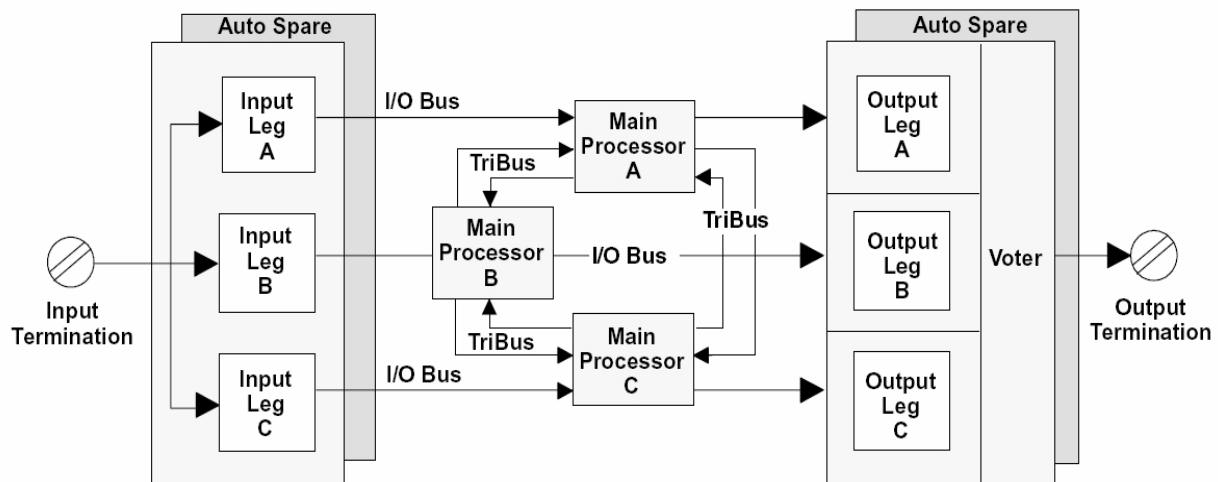 Auto Spare
Auto Spare
Input
Leg
A
I/O Bus
Main
Processor
A
Output
Leg
A
TriBus
TriBus
Input
Leg
B
Main
Processor
B
I/O Bus
Output
Leg
B
Voter
Input
Termination
Output
Termination
TriBus
Main
Processor
C
Input
Leg
C
I/O Bus
Output
Leg
C